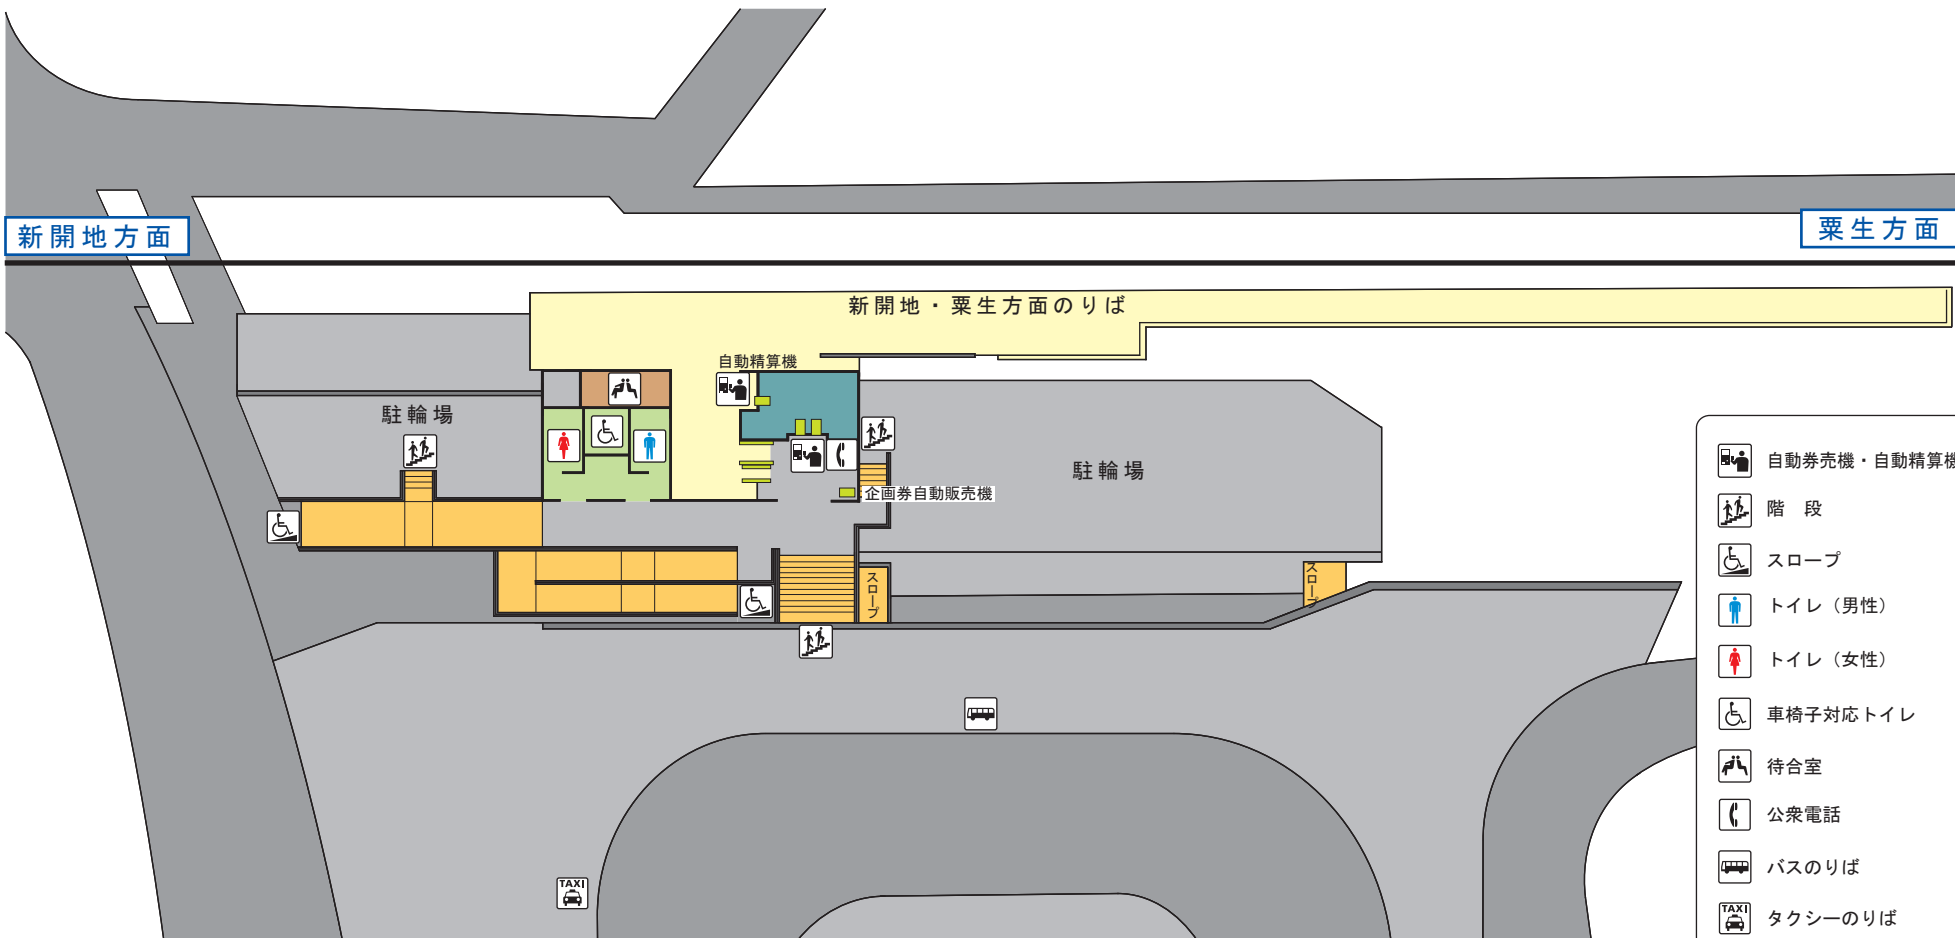 新開地方面
粟生方面
新開地・粟生方面のりば
自動精算機
駐輪場
駐輪場
企画券自動販売機
スロープ
スロープ
自動券売機・自動精算機
階　段
スロープ
トイレ（男性）
トイレ（女性）
車椅子対応トイレ
待合室
公衆電話
バスのりば
TAXI
TAXI
タクシーのりば